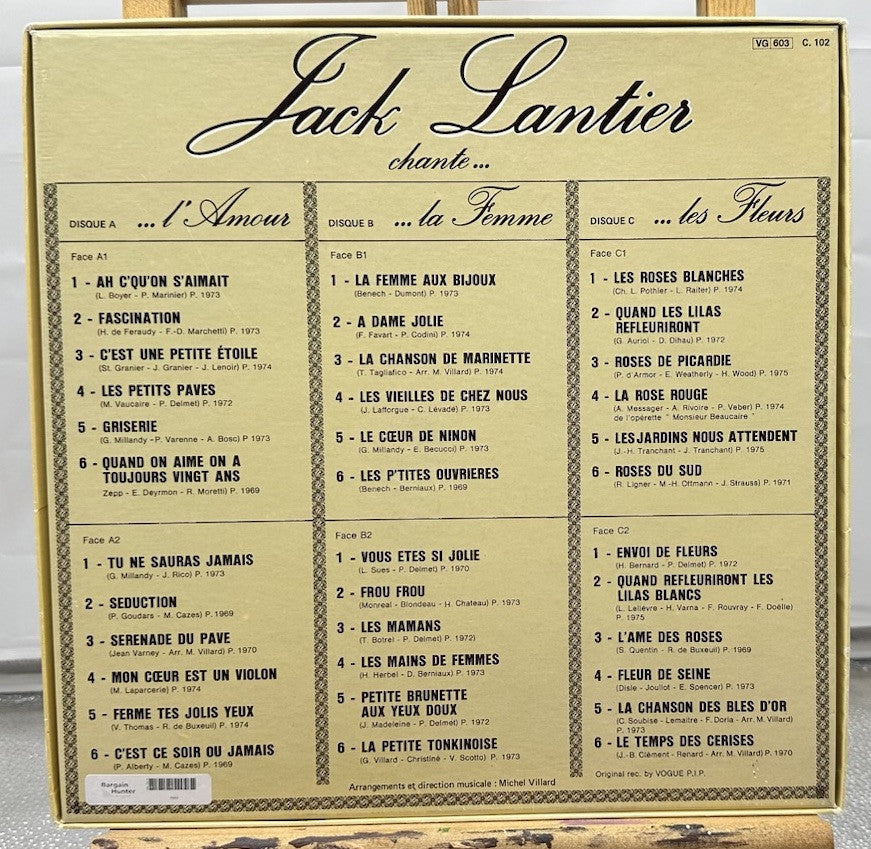 VG 603 C. 102
Jack Lantier
chante...
DISQUE A ...l'Amour
Face A1
1 - AH C'QU'ON S'AIMAIT
(L. Boyer - P. Marinier) P. 1973
2 - FASCINATION
(H. de Feraudy - F.-D. Marchetti) P. 1973
3 - C'EST UNE PETITE ÉTOILE
(St. Granier - J. Granier - J. Lenoir) P. 1974
4 - LES PETITS PAVES
(M. Vaucaire - P. Delmet) P. 1972
5 - GRISERIE
(G. Millandy - P. Varenne - A. Bosc) P. 1973
6 - QUAND ON AIME ON A
TOUJOURS VINGT ANS
Zepp - E. Deyrmon - R. Moretti) P. 1969
Face A2
1 - TU NE SAURAS JAMAIS
(G. Millandy - J. Rico) P. 1973
2 - SEDUCTION
(P. Goudars - M. Cazes) P. 1969
3 - SERENADE DU PAVE
(Jean Varney - Arr. M. Villard) P. 1970
4 - MON CŒUR EST UN VIOLON
(M. Laparcerie) P. 1974
5 - FERME TES JOLIS YEUX
(V. Thomas - R. de Buxeuil) P. 1974
6 - C'EST CE SOIR OU JAMAIS
(P. Alberty - M. Cazes) P. 1969
DISQUE B ...la Femme
Face B1
1 - LA FEMME AUX BIJOUX
(Benech - Dumont) P. 1973
2 - A DAME JOLIE
(F. Favart - P. Codini) P. 1974
3 - LA CHANSON DE MARINETTE
(T. Tagliafico - Arr. M. Villard) P. 1974
4 - LES VIEILLES DE CHEZ NOUS
(J. Lafforgue - C. Lévadé) P. 1973
5 - LE CŒUR DE NINON
(G. Millandy - E. Becucci) P. 1973
6 - LES P'TITES OUVRIERES
(Benech - Berniaux) P. 1969
Face B2
1 - VOUS ETES SI JOLIE
(L. Sues - P. Delmet) P. 1970
2 - FROU FROU
(Monreal - Blondeau - H. Chateau) P. 1973
3 - LES MAMANS
(T. Botrel - P. Delmet P. 1972)
4 - LES MAINS DE FEMMES
(H. Herbel - D. Berniaux) P. 1973
5 - PETITE BRUNETTE
AUX YEUX DOUX
(J. Madeleine - P. Delmet) P. 1972
6 - LA PETITE TONKINOISE
(G. Villard - Christiné - V. Scotto) P. 1973
Arrangements et direction musicale : Michel Villard
DISQUE C ...les Fleurs
Face C1
1 - LES ROSES BLANCHES
(Ch. L. Pothier - L. Raiter) P. 1974
2 - QUAND LES LILAS
REFLEURIRONT
(G. Auriol - D. Dihau) P. 1972
3 - ROSES DE PICARDIE
(P. d'Armor - E. Weatherly - H. Wood) P. 1975
4 - LA ROSE ROUGE
(A. Messager - A. Rivoire - P. Veber) P. 1974
de l'opérette " Monsieur Beaucaire "
5 - LES JARDINS NOUS ATTENDENT
(J.-H. Tranchant - J. Tranchant) P. 1975
6 - ROSES DU SUD
(R. Ligner - M.-H. Ottmann - J. Strauss) P. 1971
Face C2
1 - ENVOI DE FLEURS
(H. Bernard - P. Delmet) P. 1972
2 - QUAND REFLEURIRONT LES
LILAS BLANCS
(L. Lelièvre - H. Varna - F. Rouvray - F. Doëlle)
P. 1975
3 - L'AME DES ROSES
(S. Quentin - R. de Buxeuil) P. 1969
4 - FLEUR DE SEINE
(Disle - Joullot - E. Spencer) P. 1973
5 - LA CHANSON DES BLES D'OR
(C. Soubise - Lemaitre - F. Doria - Arr. M. Villard)
P. 1973
6 - LE TEMPS DES CERISES
(J.-B. Clément - Renard - Arr. M. Villard) P. 1970
Original rec. by VOGUE P.I.P.
Bargain
Hunter